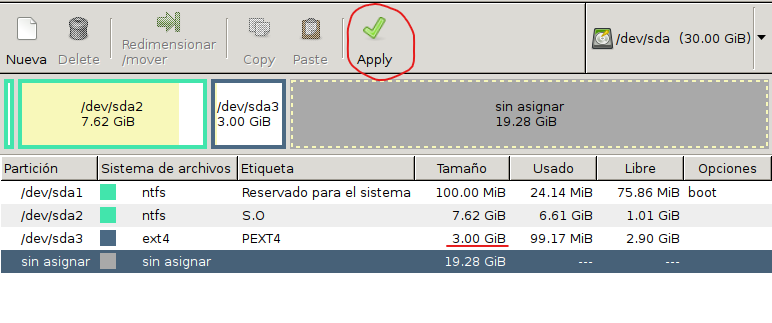 Nueva Delete Redimensionar /mover Copy Paste Apply /dev/sda (30.00 GiB)
/dev/sda2 /dev/sda3 sin asignar
7.62 GiB 3.00 GiB 19.28 GiB
Partición Sistema de archivos Etiqueta Tamaño Usado Libre Opciones
/dev/sda1 ntfs Reservado para el sistema 100.00 MiB 24.14 MiB 75.86 MiB boot
/dev/sda2 ntfs S.O 7.62 GiB 6.61 GiB 1.01 GiB
/dev/sda3 ext4 PEXT4 3.00 GiB 99.17 MiB 2.90 GiB
sin asignar sin asignar 19.28 GiB --- ---